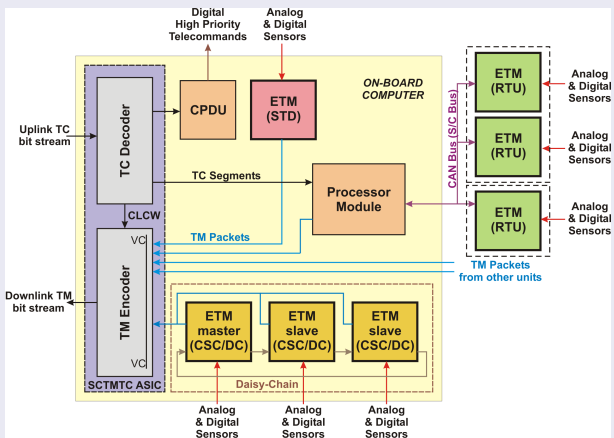 Digital
High Priority
Telecommands
Analog
& Digital
Sensors
ON-BOARD
COMPUTER
Uplink TC
bit stream
TC Decoder
CPDU
ETM
(STD)
TC Segments
Processor
Module
CLCW
TM Packets
VC
TM Encoder
VC
Downlink TM
bit stream
SCTMTC ASIC
CAN Bus (S/C Bus)
ETM
(RTU)
Analog
& Digital
Sensors
ETM
(RTU)
Analog
& Digital
Sensors
ETM
(RTU)
Analog
& Digital
Sensors
TM Packets
from other units
ETM
master
(CSC/DC)
ETM
slave
(CSC/DC)
ETM
slave
(CSC/DC)
Daisy-Chain
Analog
& Digital
Sensors
Analog
& Digital
Sensors
Analog
& Digital
Sensors